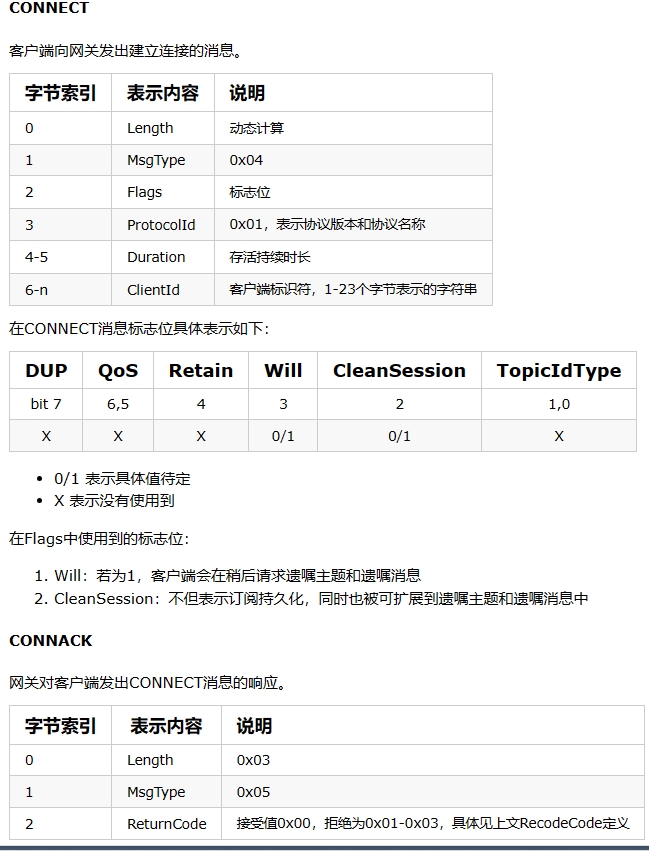 CONNECT
客户端向网关发出建立连接的消息。
字节索引 表示内容 说明
0 Length 动态计算
1 MsgType 0x04
2 Flags 标志位
3 ProtocolId 0x01，表示协议版本和协议名称
4-5 Duration 存活持续时长
6-n ClientId 客户端标识符，1-23个字节表示的字符串
在CONNECT消息标志位具体表示如下：
DUP QoS Retain Will CleanSession TopicIdType
bit 7 6,5 4 3 2 1,0
X X X 0/1 0/1 X
• 0/1 表示具体值待定
• X 表示没有使用到
在Flags中使用到的标志位：
1. Will：若为1，客户端会在稍后请求遗嘱主题和遗嘱消息
2. CleanSession：不但表示订阅持久化，同时也被可扩展到遗嘱主题和遗嘱消息中
CONNACK
网关对客户端发出CONNECT消息的响应。
字节索引 表示内容 说明
0 Length 0x03
1 MsgType 0x05
2 ReturnCode 接受值0x00，拒绝为0x01-0x03，具体见上文RecodeCode定义